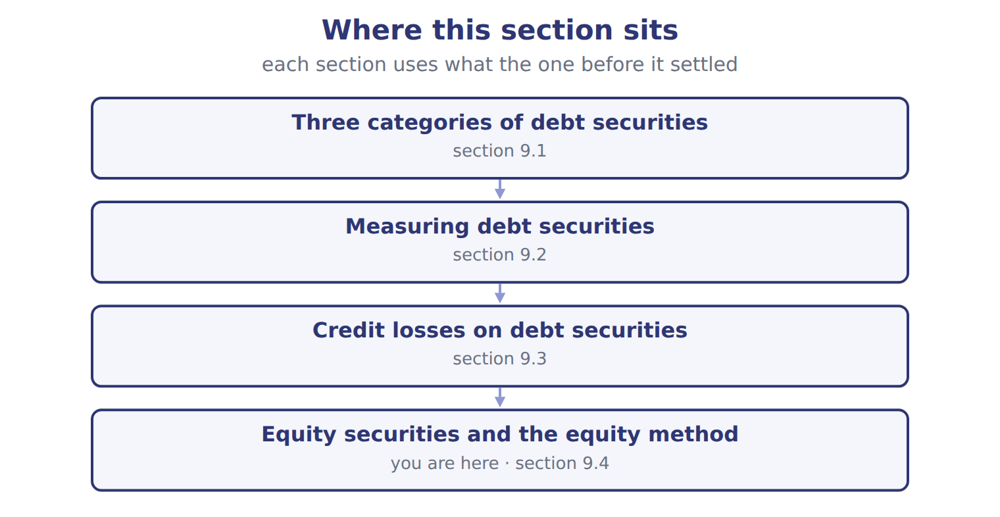 Where this section sits
each section uses what the one before it settled
Three categories of debt securities
section 9.1
Measuring debt securities
section 9.2
Credit losses on debt securities
section 9.3
Equity securities and the equity method
you are here · section 9.4